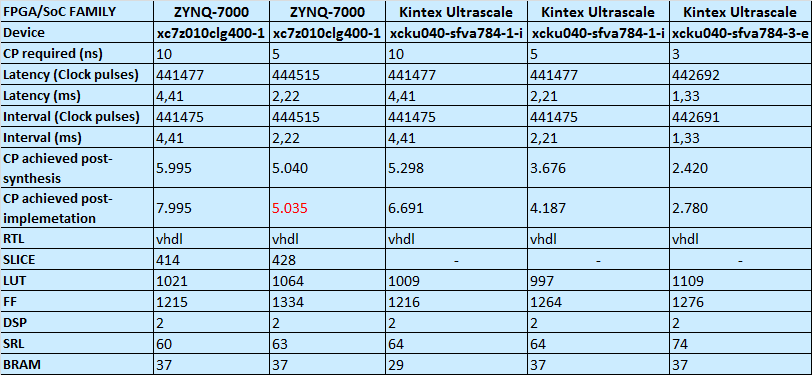 FPGA/SoC FAMILY ZYNQ-7000 ZYNQ-7000 Kintex Ultrascale Kintex Ultrascale Kintex Ultrascale
Device xc7z010clg400-1 xc7z010clg400-1 xcku040-sfva784-1-i xcku040-sfva784-1-i xcku040-sfva784-3-e
CP required (ns) 10 5 10 5 3
Latency (Clock pulses) 441477 444515 441477 441477 442692
Latency (ms) 4,41 2,22 4,41 2,21 1,33
Interval (Clock pulses) 441475 444515 441475 441475 442691
Interval (ms) 4,41 2,22 4,41 2,21 1,33
CP achieved post-
synthesis 5.995 5.040 5.298 3.676 2.420
CP achieved post-
implemetation 7.995 5.035 6.691 4.187 2.780
RTL vhdl vhdl vhdl vhdl vhdl
SLICE 414 428 - - -
LUT 1021 1064 1009 997 1109
FF 1215 1334 1216 1264 1276
DSP 2 2 2 2 2
SRL 60 63 64 64 74
BRAM 37 37 29 37 37